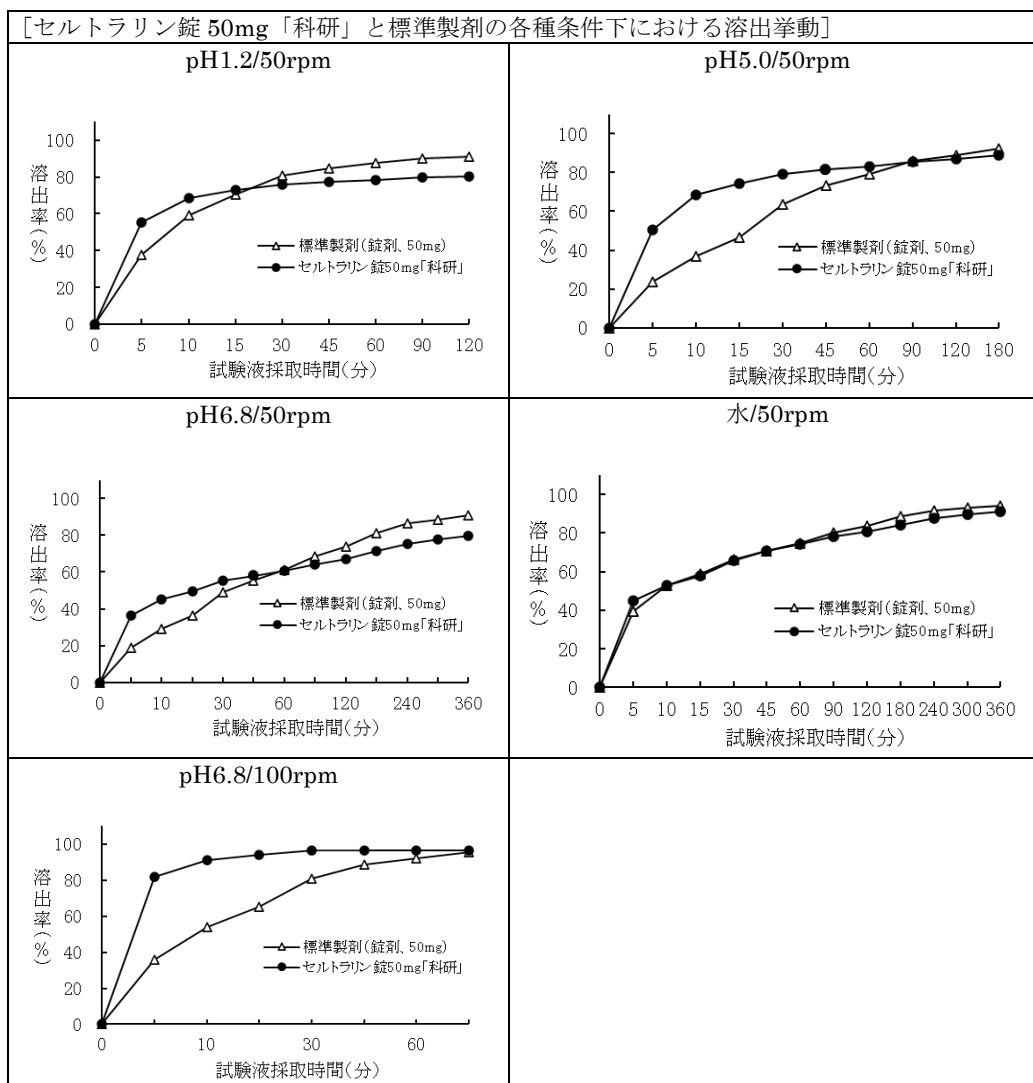 [セルトラリン錠 50mg「科研」と標準製剤の各種条件下における溶出挙動]
pH1.2/50rpm
溶出率(%)
100
80
60
40
20
0
標準製剤(錠剤、50mg)
セルトラリン錠50mg「科研」
0 5 10 15 30 45 60 90 120
試験液採取時間(分)
pH5.0/50rpm
溶出率(%)
100
80
60
40
20
0
標準製剤(錠剤、50mg)
セルトラリン錠50mg「科研」
0 5 10 15 30 45 60 90 120 180
試験液採取時間(分)
pH6.8/50rpm
溶出率(%)
100
80
60
40
20
0
標準製剤(錠剤、50mg)
セルトラリン錠50mg「科研」
0 10 30 60 120 240 360
試験液採取時間(分)
水/50rpm
溶出率(%)
100
80
60
40
20
0
標準製剤(錠剤、50mg)
セルトラリン錠50mg「科研」
0 5 10 15 30 45 60 90 120 180 240 300 360
試験液採取時間(分)
pH6.8/100rpm
溶出率(%)
100
80
60
40
20
0
標準製剤(錠剤、50mg)
セルトラリン錠50mg「科研」
0 10 30 60
試験液採取時間(分)